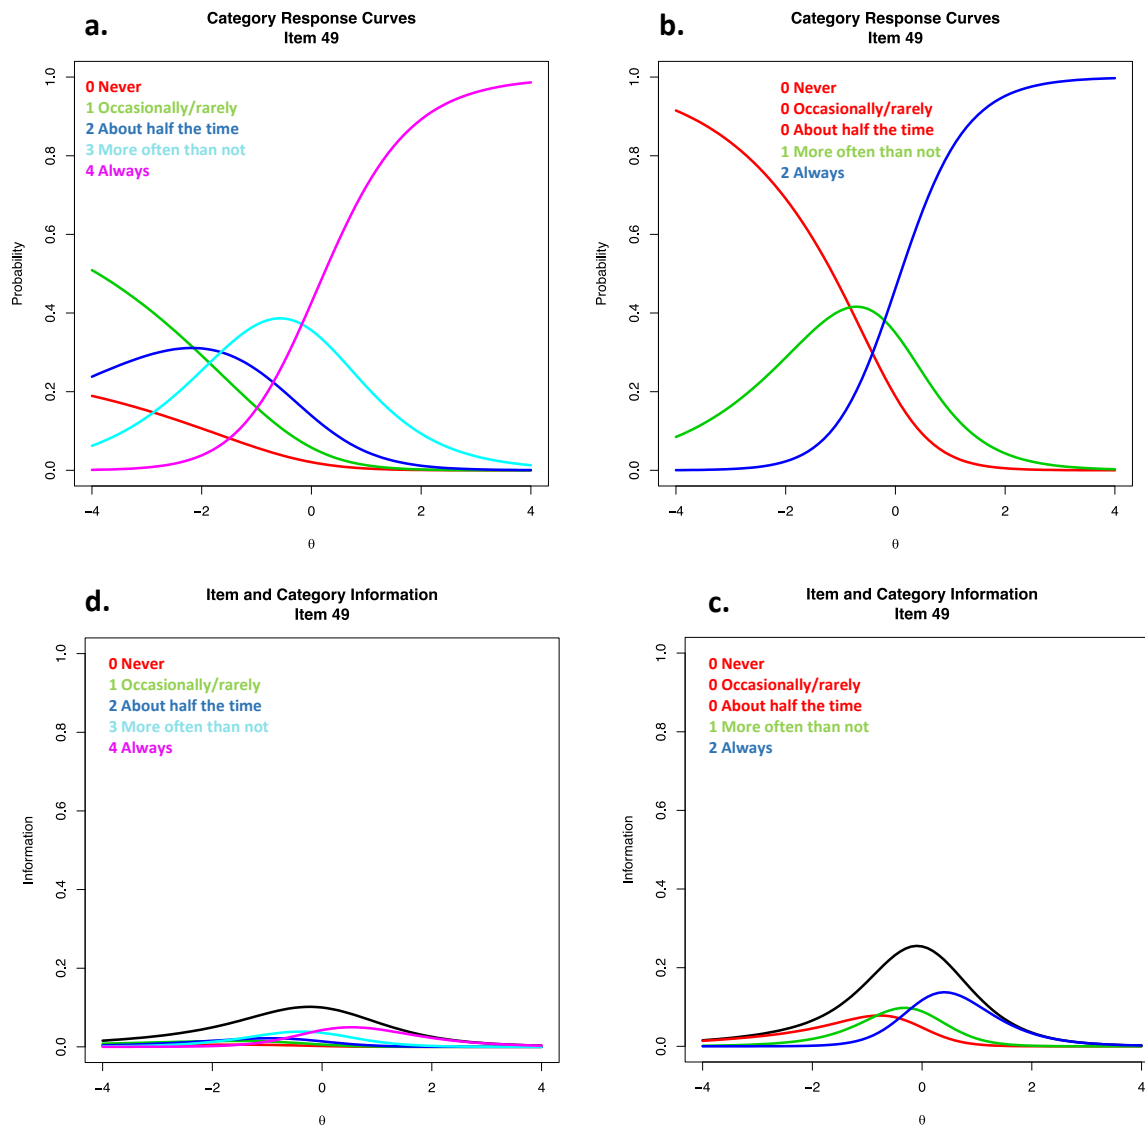 a.
Category Response Curves
Item 49
0 Never
1 Occasionally/rarely
2 About half the time
3 More often than not
4 Always
Probability
0.0
0.2
0.4
0.6
0.8
1.0
−4
−2
0
2
4
θ
b.
Category Response Curves
Item 49
0 Never
0 Occasionally/rarely
0 About half the time
1 More often than not
2 Always
Probability
0.0
0.2
0.4
0.6
0.8
1.0
−4
−2
0
2
4
θ
d.
Item and Category Information
Item 49
0 Never
1 Occasionally/rarely
2 About half the time
3 More often than not
4 Always
Information
0.0
0.2
0.4
0.6
0.8
1.0
−4
−2
0
2
4
θ
c.
Item and Category Information
Item 49
0 Never
0 Occasionally/rarely
0 About half the time
1 More often than not
2 Always
Information
0.0
0.2
0.4
0.6
0.8
1.0
−4
−2
0
2
4
θ